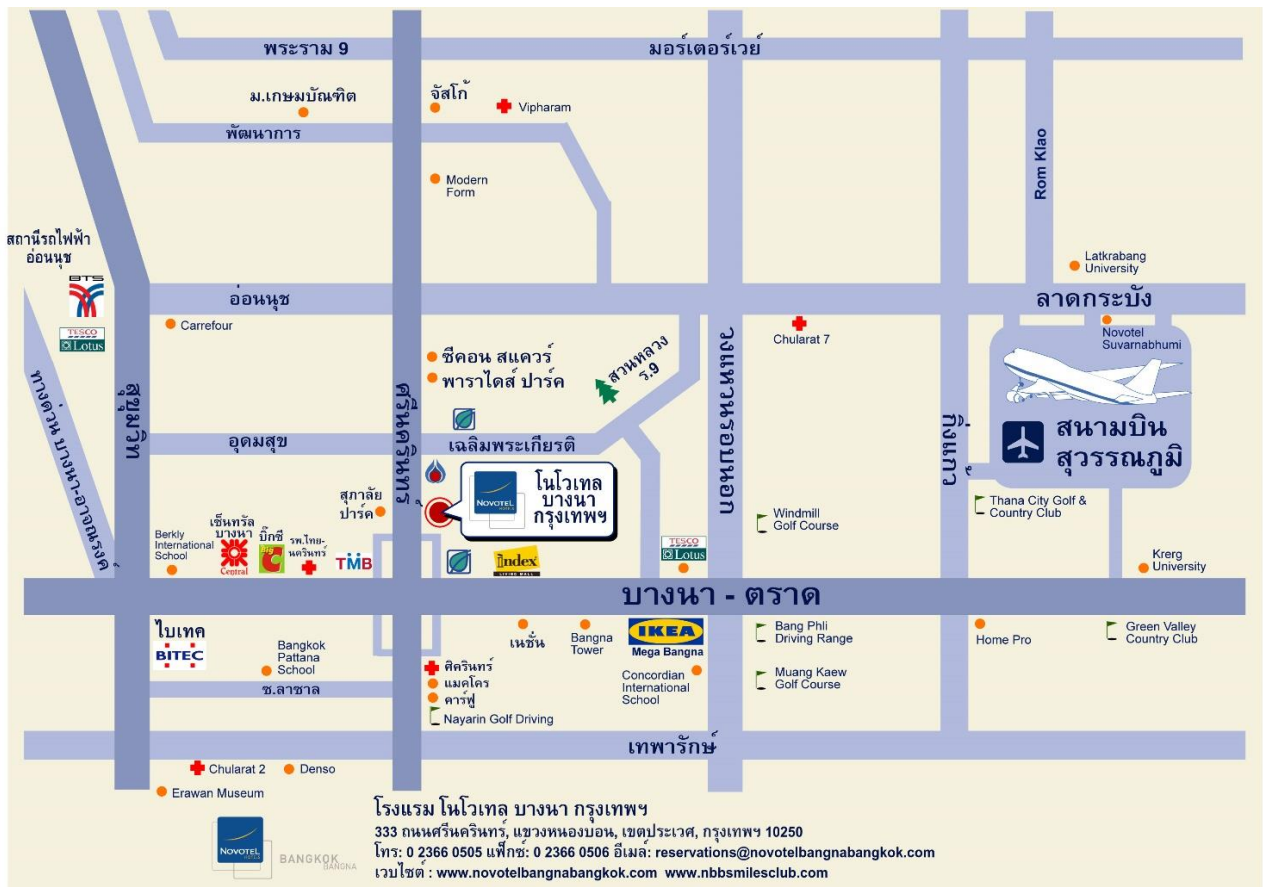 พระราม 9
มอร์เตอร์เวย์
ม.เกษมบัณฑิต
จัสโก้
Vipharam
พัฒนาการ
Modern
Form
Rom Klao
สถานีรถไฟฟ้า
อ่อนนุช
BTS
Latkrabang
University
อ่อนนุช
ลาดกระบัง
TESCO
Lotus
Carrefour
Chularat 7
Novotel
Suvarnabhumi
ซีคอน สแควร์
พาราไดส์ ปาร์ค
สวนหลวง
ร.9
ทางด่วน บางนา-อาจณรงค์
สุขุมวิท
ศรีนครินทร์
วงแหวนรอบนอก
กิ่งแก้ว
สนามบิน
สุวรรณภูมิ
อุดมสุข
เฉลิมพระเกียรติ
NOVOTEL
HOTELS
โนโวเทล
บางนา
กรุงเทพฯ
สุภาลัย
ปาร์ค
Thana City Golf &
Country Club
Windmill
Golf Course
Berkly
International
School
เซ็นทรัล
บางนา
Central
บิ๊กซี
Big C
รพ.ไทย-
นครินทร์
TMB
Index
LIVING MALL
TESCO
Lotus
Krerg
University
บางนา - ตราด
ไบเทค
BITEC
Bangkok
Pattana
School
เนชั่น
Bangna
Tower
IKEA
Mega Bangna
Bang Phli
Driving Range
Home Pro
Green Valley
Country Club
ศิครินทร์
แมคโคร
คาร์ฟู
Nayarin Golf Driving
Concordian
International
School
Muang Kaew
Golf Course
ซ.ลาซาล
เทพารักษ์
Chularat 2
Denso
Erawan Museum
NOVOTEL
HOTELS
BANGKOK
BANGNA
โรงแรม โนโวเทล บางนา กรุงเทพฯ
333 ถนนศรีนครินทร์, แขวงหนองบอน, เขตประเวศ, กรุงเทพฯ 10250
โทร: 0 2366 0505 แฟ็กซ์: 0 2366 0506 อีเมล์: reservations@novotelbangnabangkok.com
เวบไซต์ : www.novotelbangnabangkok.com www.nbbsmilesclub.com